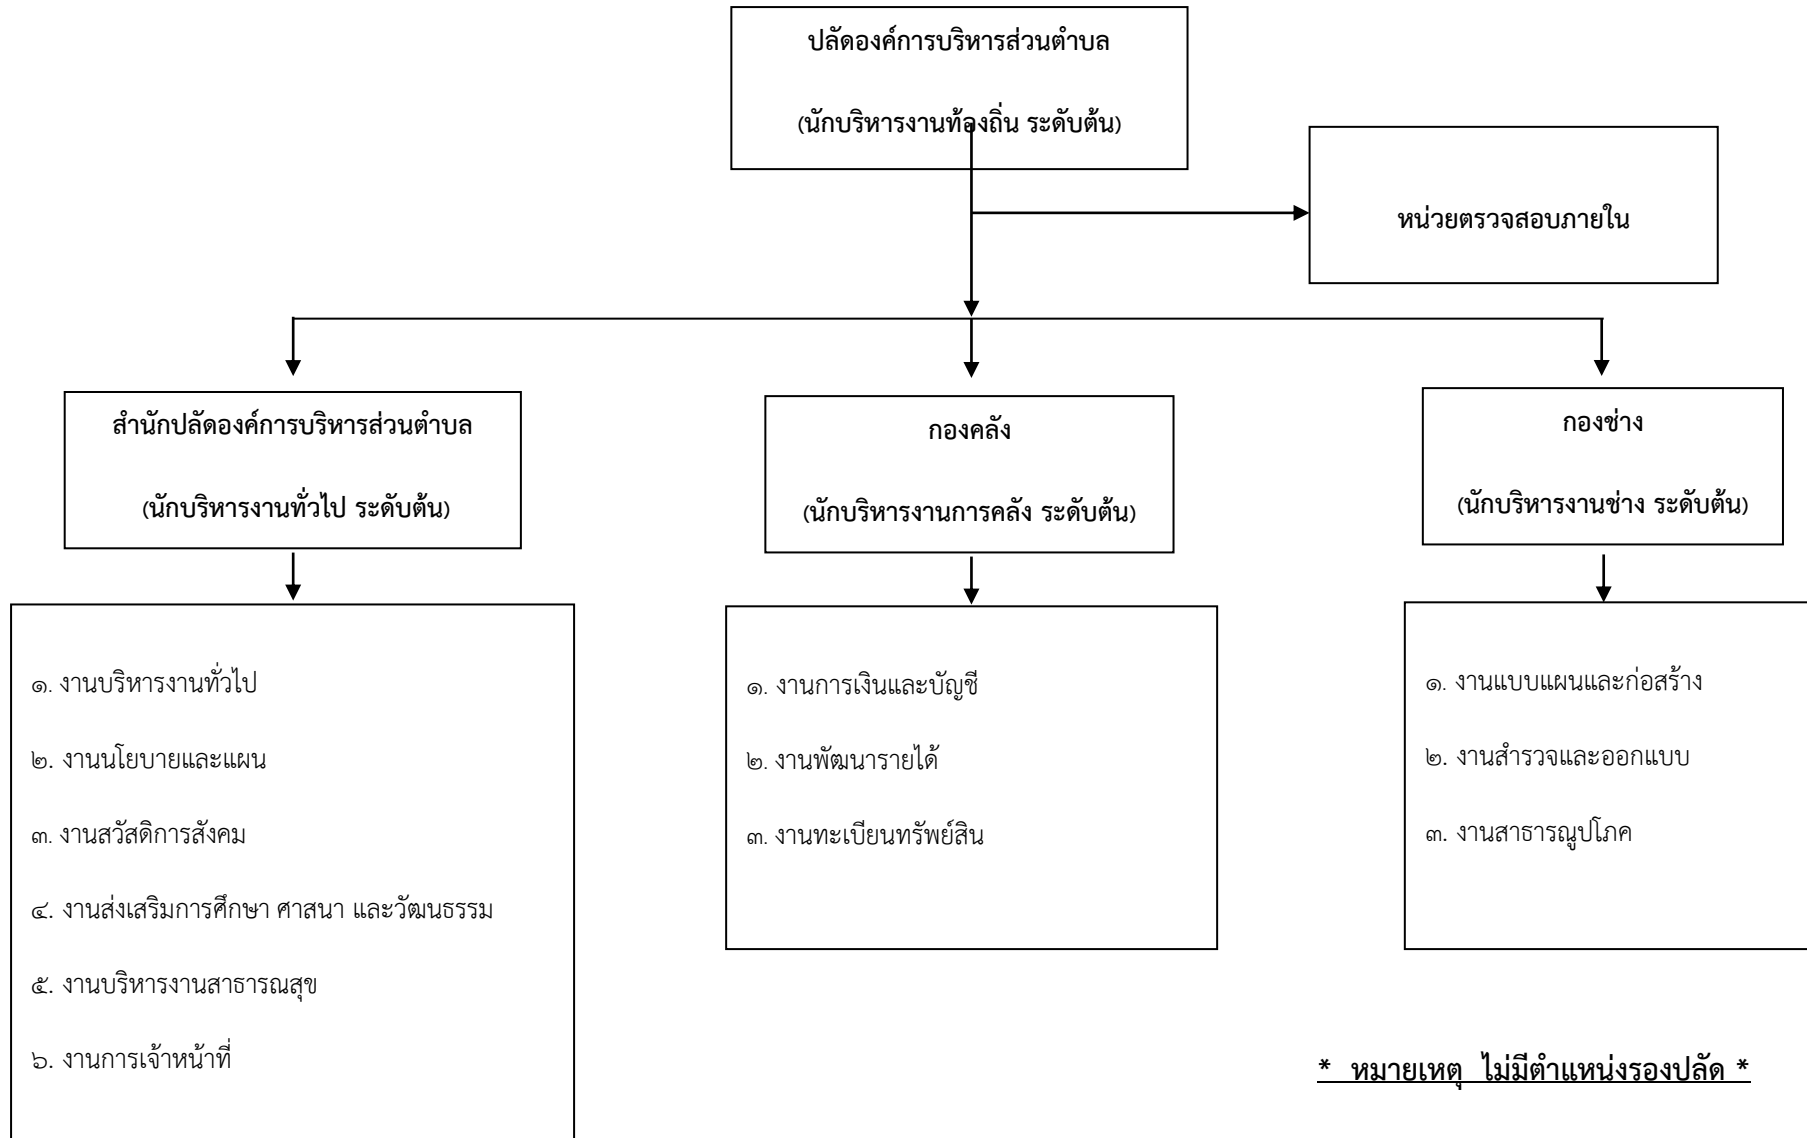 ปลัดองค์การบริหารส่วนตำบล
(นักบริหารงานท้องถิ่น ระดับต้น)
หน่วยตรวจสอบภายใน
สำนักปลัดองค์การบริหารส่วนตำบล
(นักบริหารงานทั่วไป ระดับต้น)
กองคลัง
(นักบริหารงานการคลัง ระดับต้น)
กองช่าง
(นักบริหารงานช่าง ระดับต้น)
๑. งานบริหารงานทั่วไป
๒. งานนโยบายและแผน
๓. งานสวัสดิการสังคม
๔. งานส่งเสริมการศึกษา ศาสนา และวัฒนธรรม
๕. งานบริหารงานสาธารณสุข
๖. งานการเจ้าหน้าที่
๑. งานการเงินและบัญชี
๒. งานพัฒนารายได้
๓. งานทะเบียนทรัพย์สิน
๑. งานแบบแผนและก่อสร้าง
๒. งานสำรวจและออกแบบ
๓. งานสาธารณูปโภค
* หมายเหตุ ไม่มีตำแหน่งรองปลัด *